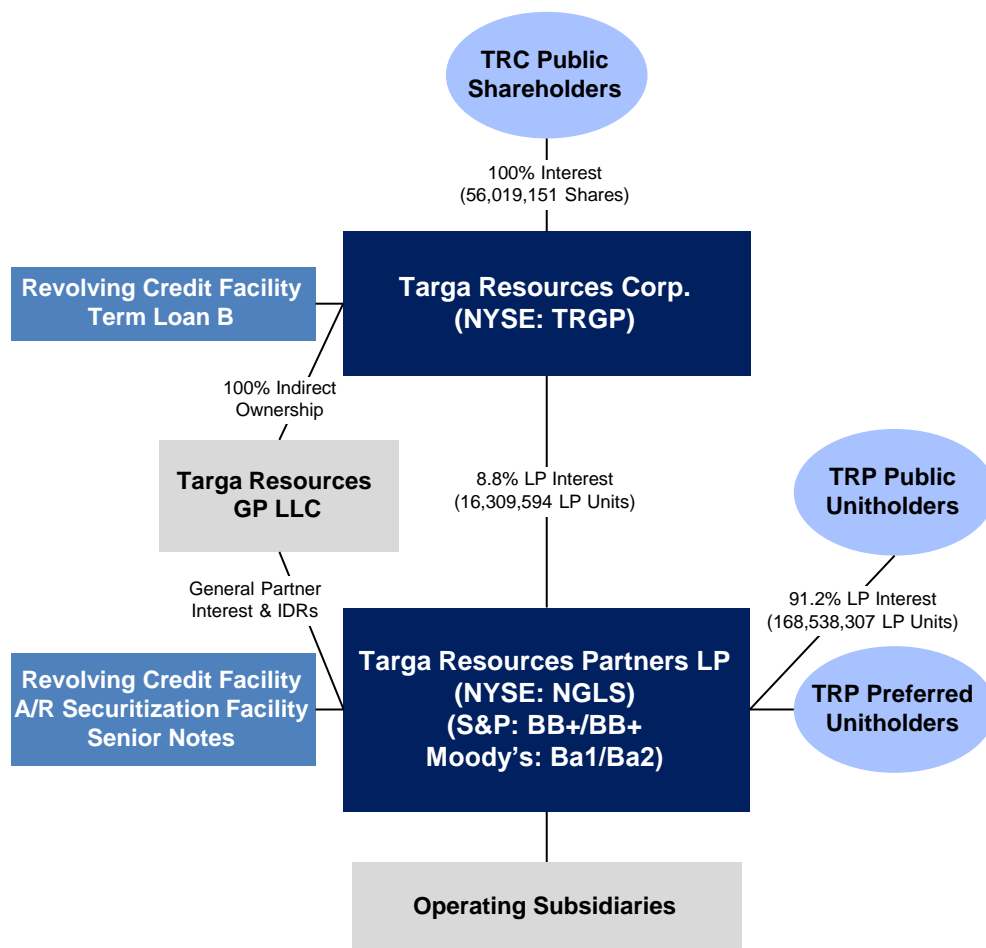 TRC Public
Shareholders
100% Interest
(56,019,151 Shares)
Revolving Credit Facility
Term Loan B
Targa Resources Corp.
(NYSE: TRGP)
100% Indirect
Ownership
Targa Resources
GP LLC
8.8% LP Interest
(16,309,594 LP Units)
TRP Public
Unitholders
General Partner
Interest & IDRs
91.2% LP Interest
(168,538,307 LP Units)
Revolving Credit Facility
A/R Securitization Facility
Senior Notes
Targa Resources Partners LP
(NYSE: NGLS)
(S&P: BB+/BB+
Moody’s: Ba1/Ba2)
TRP Preferred
Unitholders
Operating Subsidiaries